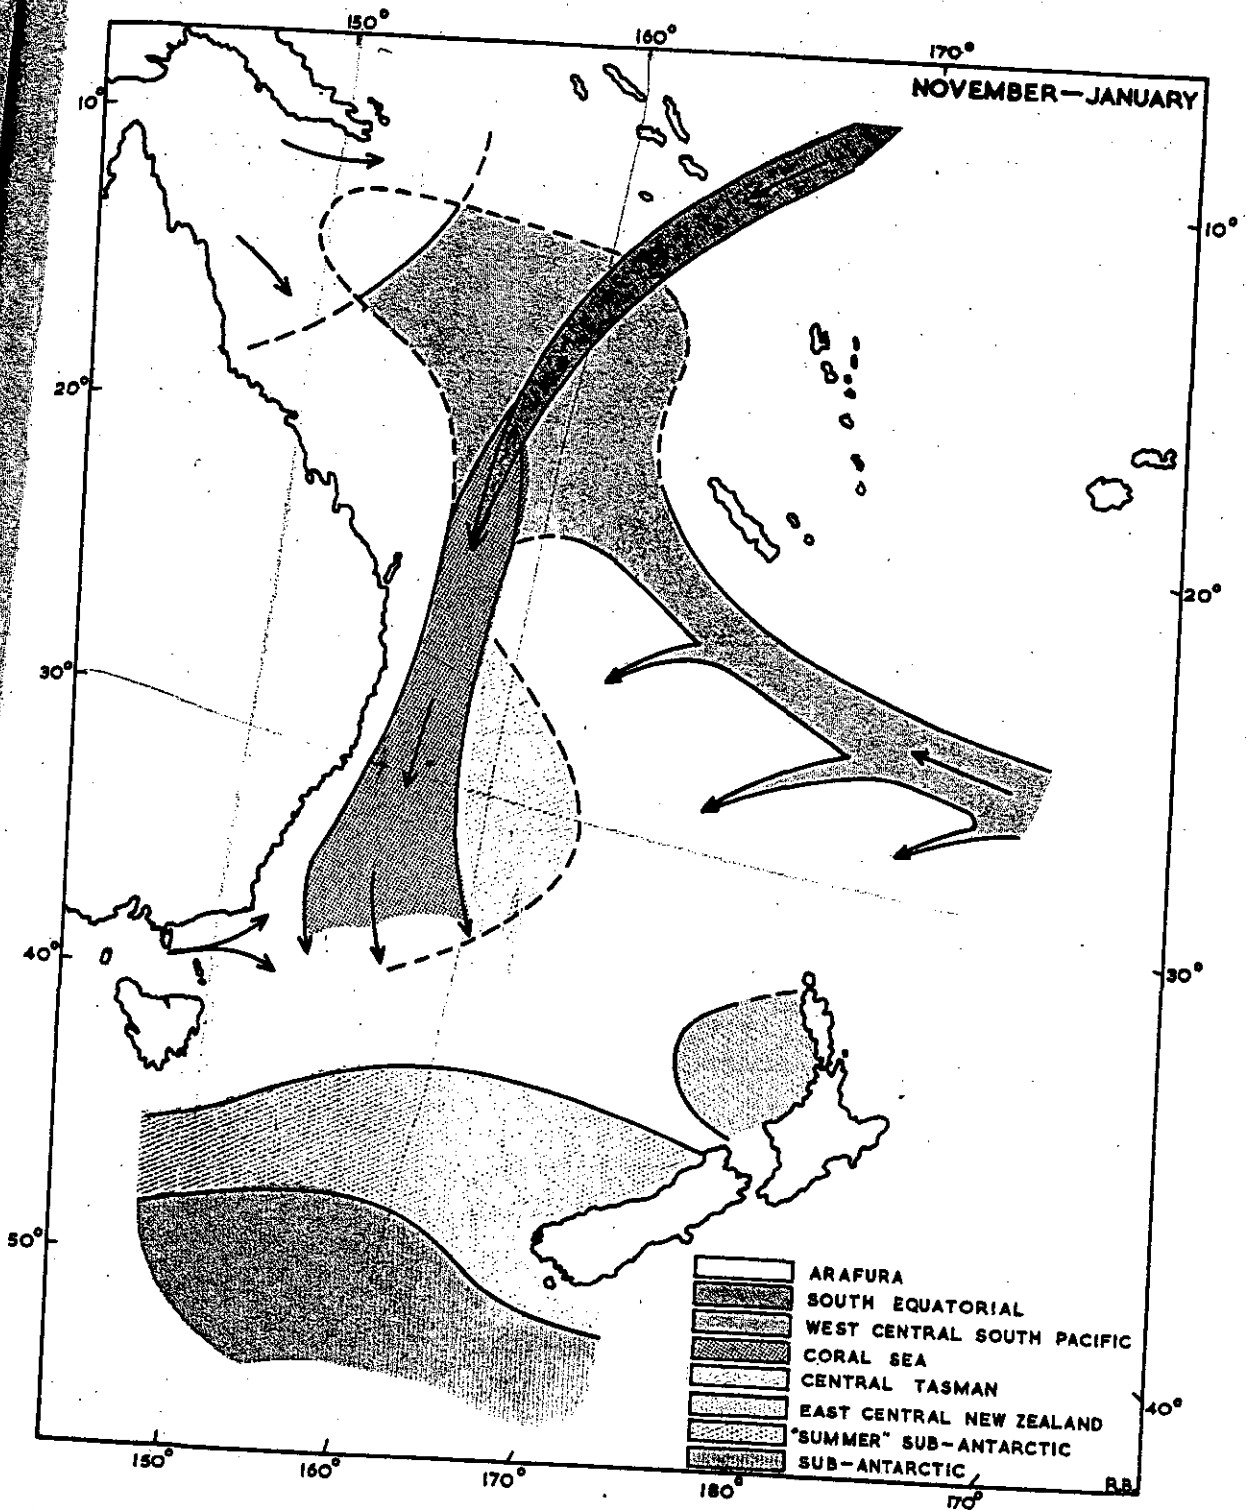 150°
160°
170°
NOVEMBER—JANUARY
10°
10°
20°
20°
30°
30°
40°
40°
50°
ARAFURA
SOUTH EQUATORIAL
WEST CENTRAL SOUTH PACIFIC
CORAL SEA
CENTRAL TASMAN
EAST CENTRAL NEW ZEALAND
"SUMMER" SUB-ANTARCTIC
SUB-ANTARCTIC
R.B.
150°
160°
170°
180°
170°